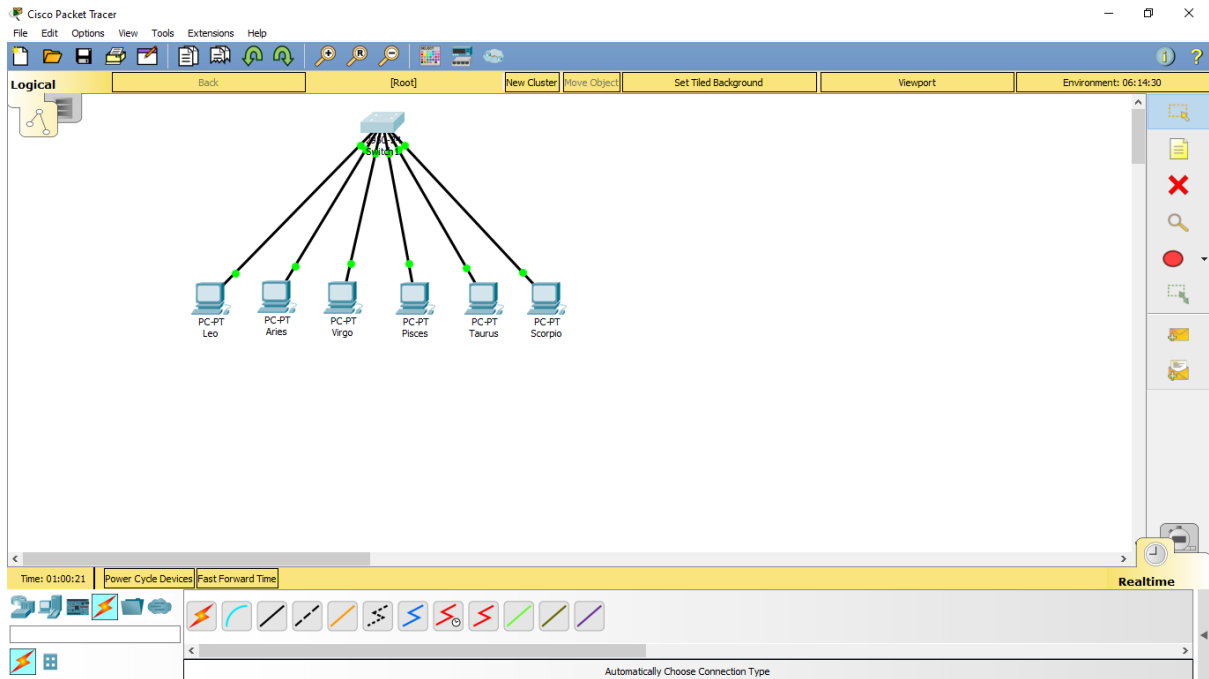 Cisco Packet Tracer
File Edit Options View Tools Extensions Help
Logical Back [Root] New Cluster Move Object Set Tiled Background Viewport Environment: 06:14:30
Switch1
PC-PT
Leo
PC-PT
Aries
PC-PT
Virgo
PC-PT
Pisces
PC-PT
Taurus
PC-PT
Scorpio
Time: 01:00:21 Power Cycle Devices Fast Forward Time Realtime
Automatically Choose Connection Type